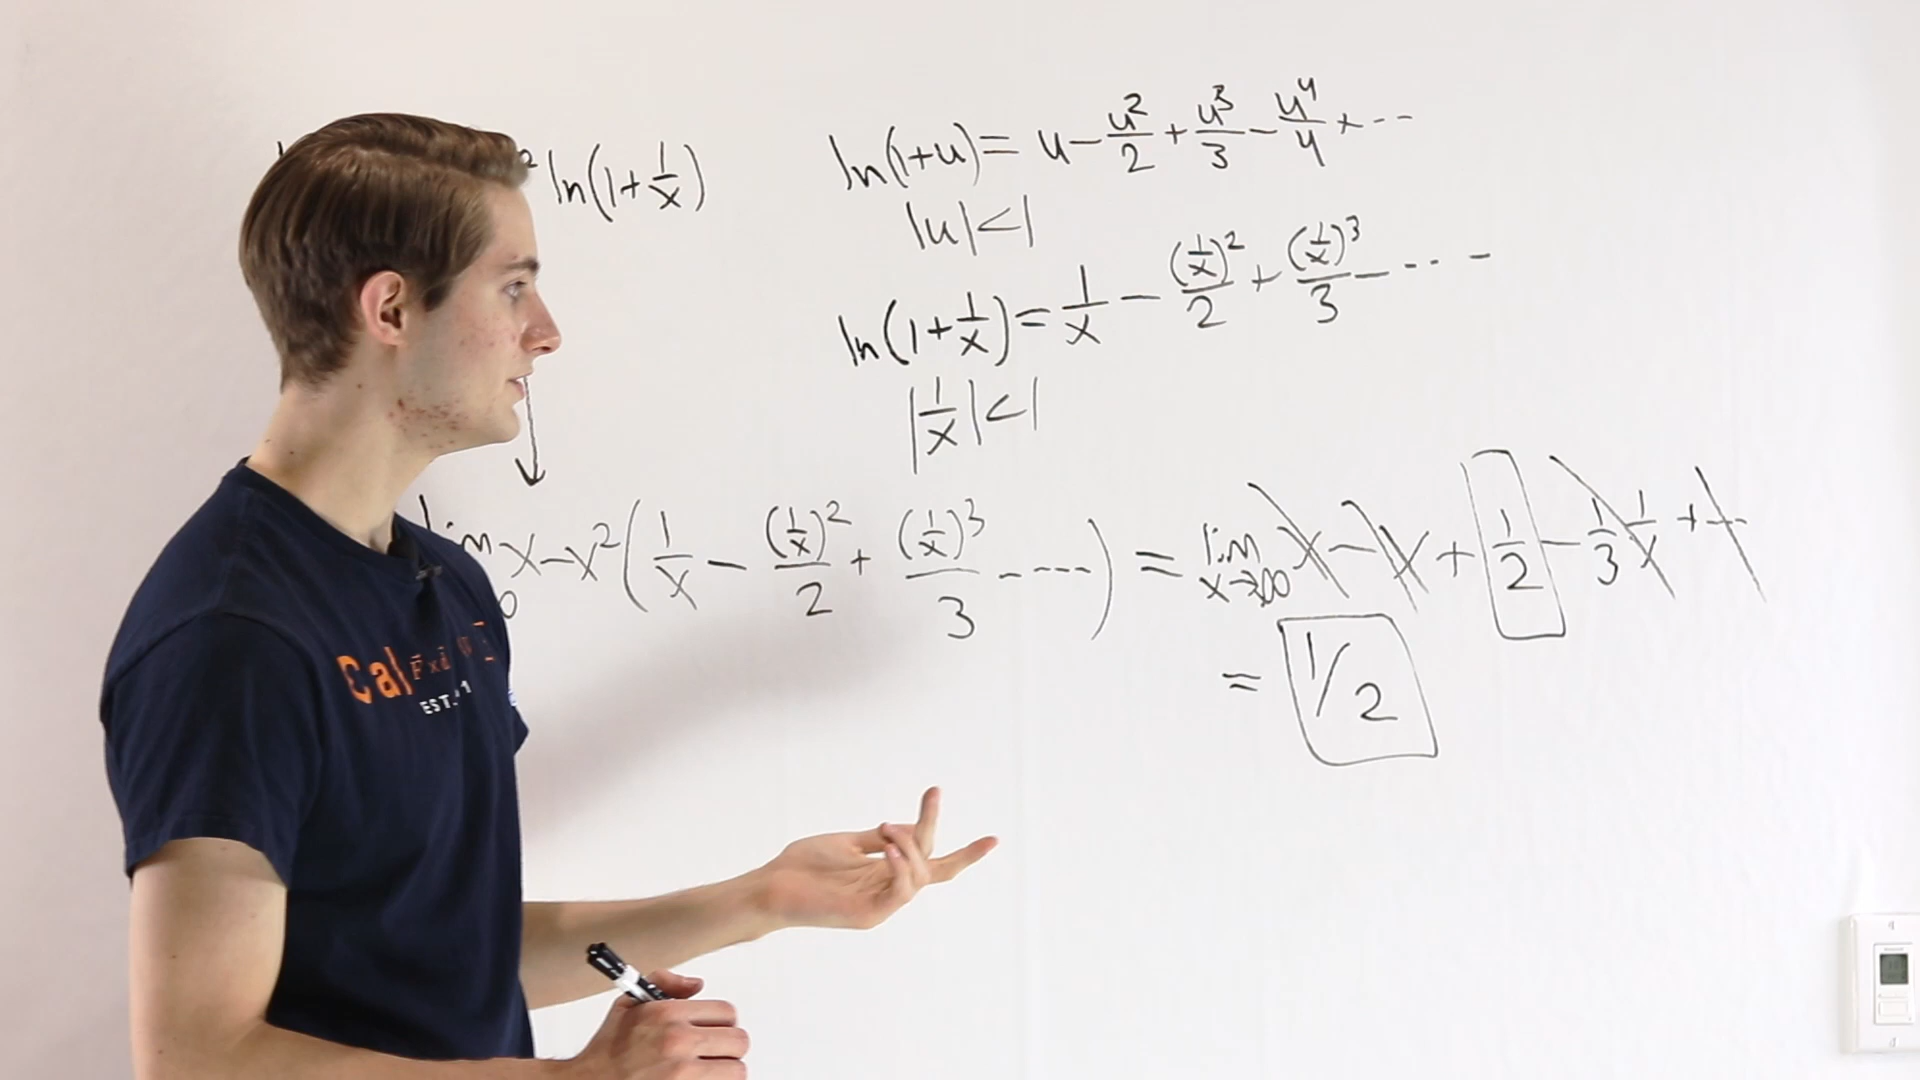 ² ln(1+1/x)
ln(1+u) = u - u²/2 + u³/3 - u⁴/4 + ...
|u|<1
ln(1+1/x) = 1/x - (1/x)²/2 + (1/x)³/3 - ... -
|1/x|<1
lim x-x²(1/x - (1/x)²/2 + (1/x)³/3 - ----) = lim x→∞ x - x + 1/2 - 1/3 1/x + ...
= 1/2
Cal
EST.